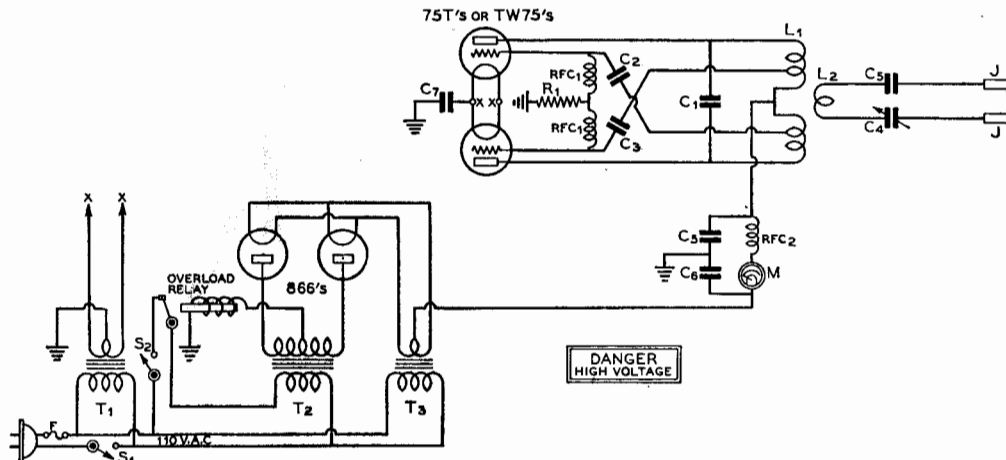 75T's OR TW75's
L1
C2
RFC1
L2
C5
J
C7
X X
R1
C1
RFC1
C4
J
C3
X X
C5
RFC2
OVERLOAD
RELAY
866's
C6
M
S2
DANGER
HIGH VOLTAGE
T1
T2
T3
F
110 V.A.C
S1